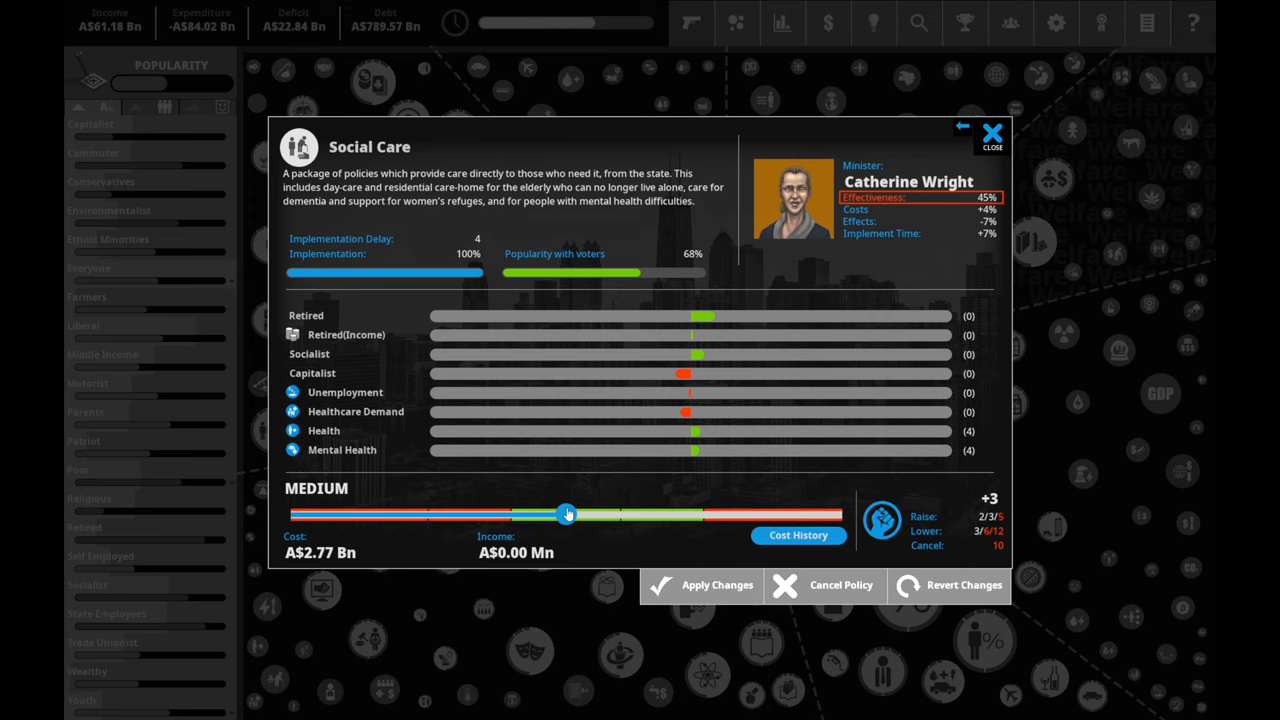 Income Expenditure Deficit Debt
A$61.18 Bn -A$84.02 Bn A$22.84 Bn A$789.57 Bn
POPULARITY
Capitalist
Commuter
Conservatives
Environmentalist
Ethnic Minorities
Everyone
Farmers
Liberal
Middle Income
Motorist
Parents
Patriot
Poor
Religious
Retired
Self Employed
Socialist
State Employees
Trade Unionist
Wealthy
Youth
Social Care
CLOSE
A package of policies which provide care directly to those who need it, from the state. This
includes day-care and residential care-home for the elderly who can no longer live alone, care for
dementia and support for women's refuges, and for people with mental health difficulties.
Minister:
Catherine Wright
Effectiveness: 45%
Costs +4%
Effects: -7%
Implement Time: +7%
Implementation Delay: 4
Implementation: 100% Popularity with voters 68%
Retired (0)
Retired(Income) (0)
Socialist (0)
Capitalist (0)
Unemployment (0)
Healthcare Demand (0)
Health (4)
Mental Health (4)
MEDIUM
Cost: Income:
A$2.77 Bn A$0.00 Mn
Cost History
+3
Raise: 2/3/5
Lower: 3/6/12
Cancel: 10
Apply Changes Cancel Policy Revert Changes
Welfare
GDP